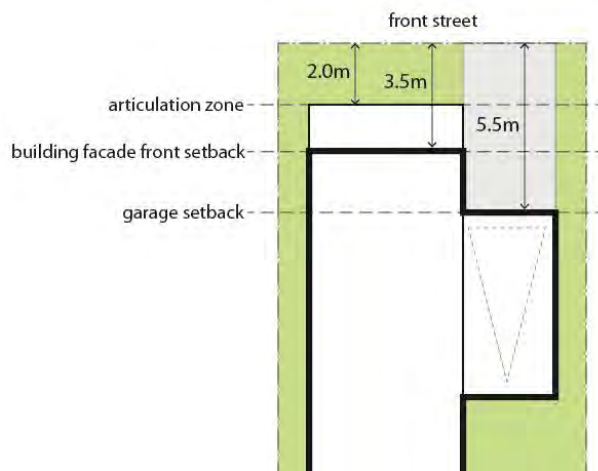 front street
2.0m
3.5m
articulation zone
5.5m
building facade front setback
garage setback